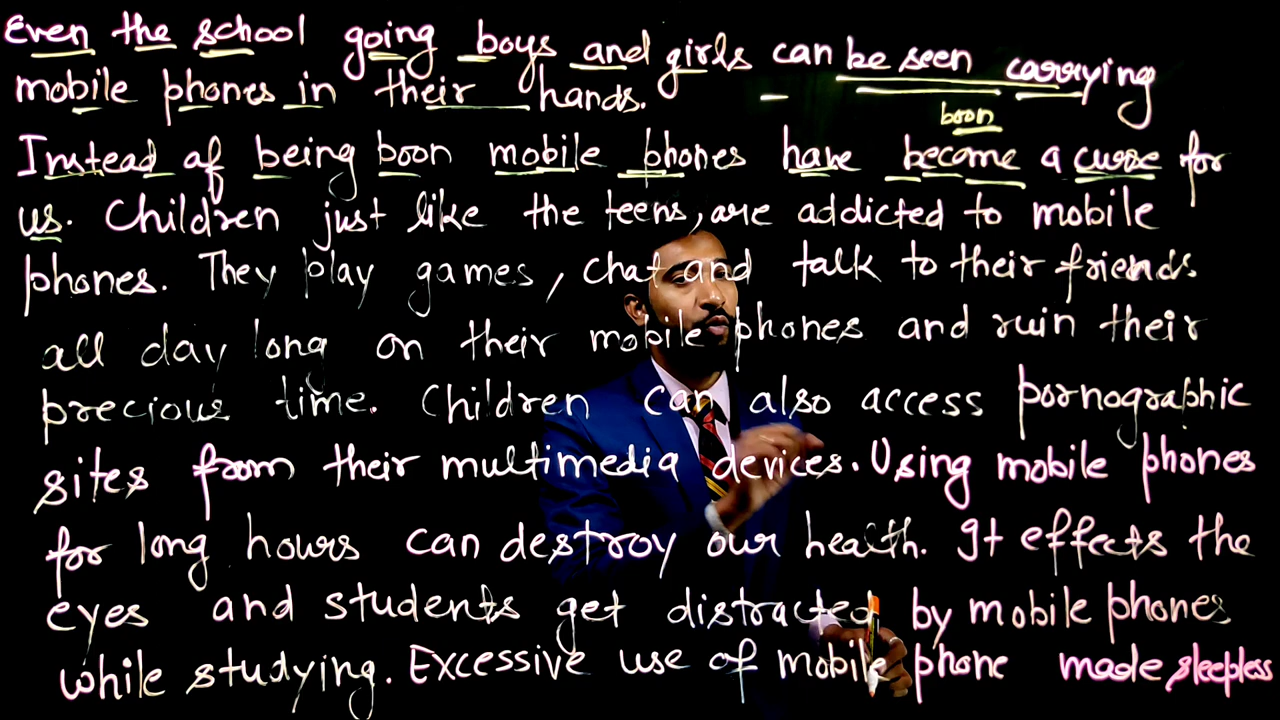 Even the school going boys and girls can be seen carrying
mobile phones in their hands.
boon
Instead of being boon mobile phones have become a curse for
us. Children just like the teens, are addicted to mobile
phones. They play games, chat and talk to their friends
all day long on their mobile phones and ruin their
precious time. Children can also access pornographic
sites from their multimedia devices. Using mobile phones
for long hours can destroy our health. It effects the
eyes and students get distracted by mobile phones
while studying. Excessive use of mobile phone made sleepless